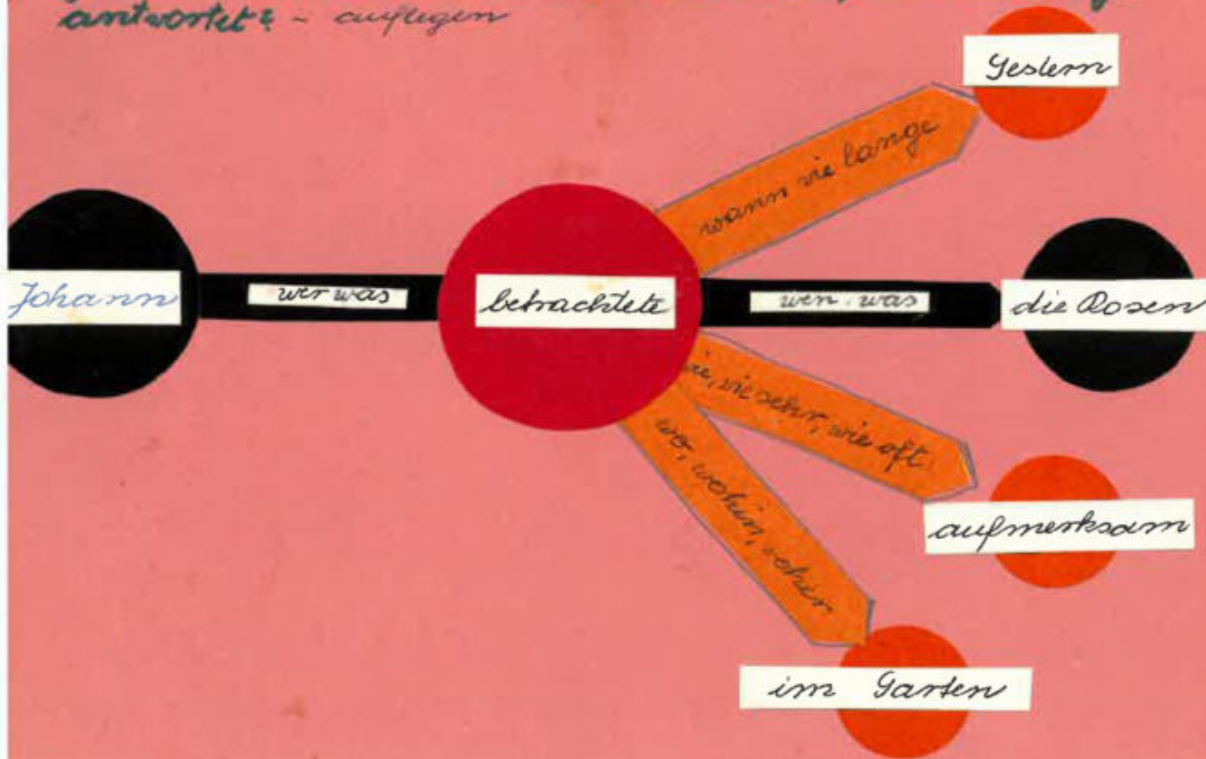 antwortet? - auflegen
Gestern
wann wie lange
Johann
wer was
betrachtete
wen . was
die Rosen
wie, wie sehr, wie oft
aufmerksam
wo, wohin, woher
im Garten